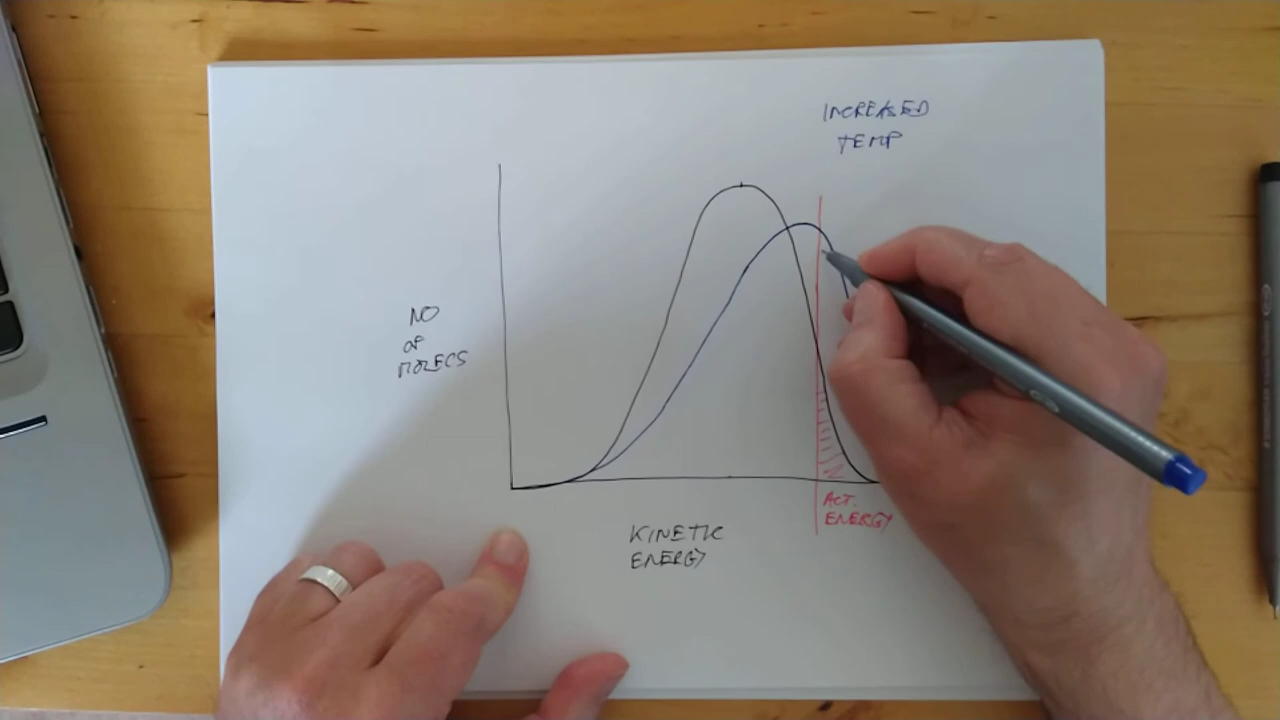 INCREASED
TEMP
NO
OF
MOLECS
ACT.
ENERGY
KINETIC
ENERGY